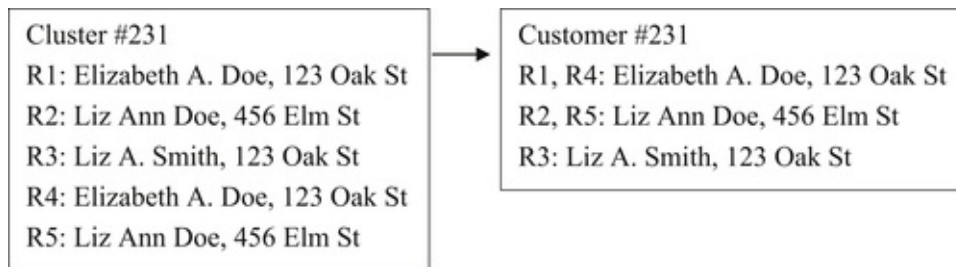 Cluster #231
R1: Elizabeth A. Doe, 123 Oak St
R2: Liz Ann Doe, 456 Elm St
R3: Liz A. Smith, 123 Oak St
R4: Elizabeth A. Doe, 123 Oak St
R5: Liz Ann Doe, 456 Elm St
Customer #231
R1, R4: Elizabeth A. Doe, 123 Oak St
R2, R5: Liz Ann Doe, 456 Elm St
R3: Liz A. Smith, 123 Oak St